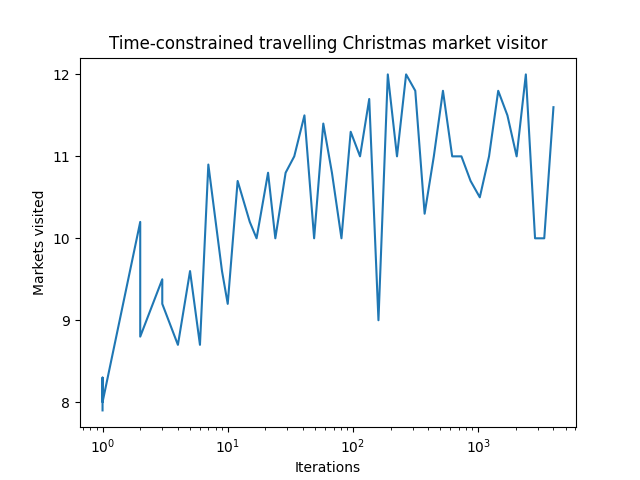 Time-constrained travelling Christmas market visitor
12
11
10
9
8
Markets visited
10⁰ 10¹ 10² 10³
Iterations